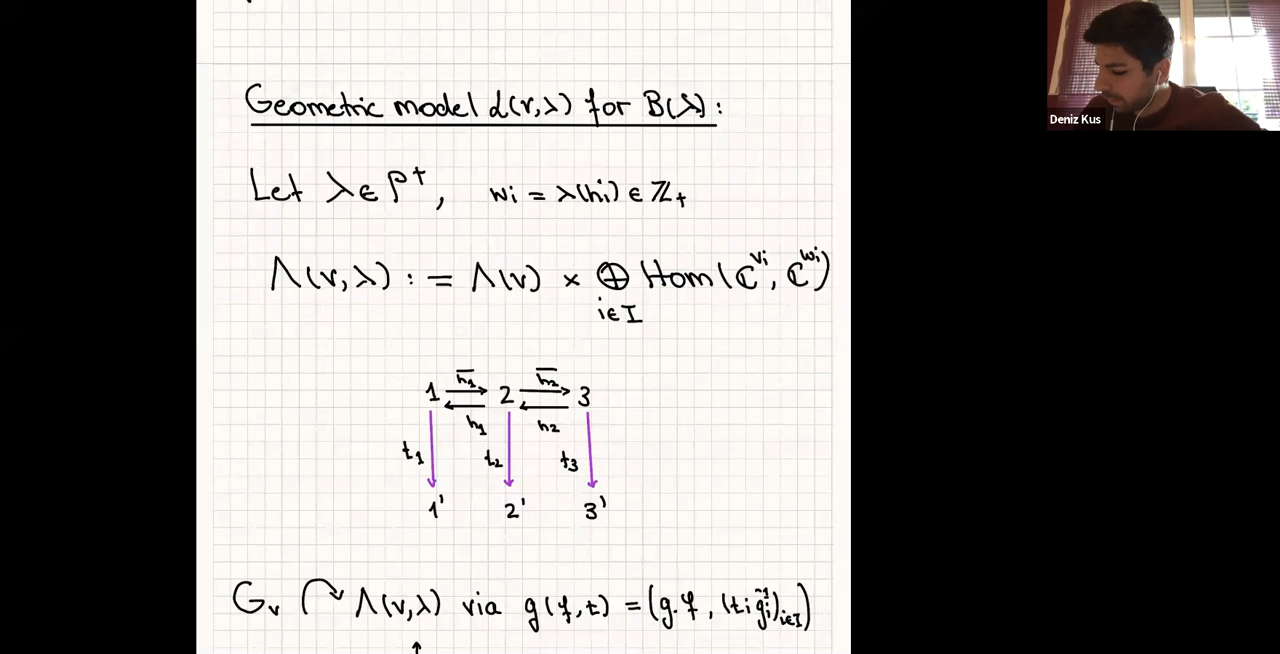 Geometric model ℒ(v,λ) for B(λ):
Deniz Kus
Let λ ∈ P⁺, wᵢ = λ(hᵢ) ∈ ℤ₊
Λ(v,λ) := Λ(v) × ⊕_{i∈I} Hom(ℂ^{vᵢ}, ℂ^{wᵢ})
h̄₁ h̄₂
1 2 3
h₁ h₂
t₁ t₂ t₃
1' 2' 3'
G_v ↷ Λ(v,λ) via g(f,t) = (g.f, (tᵢ gᵢ⁻¹)_{i∈I})